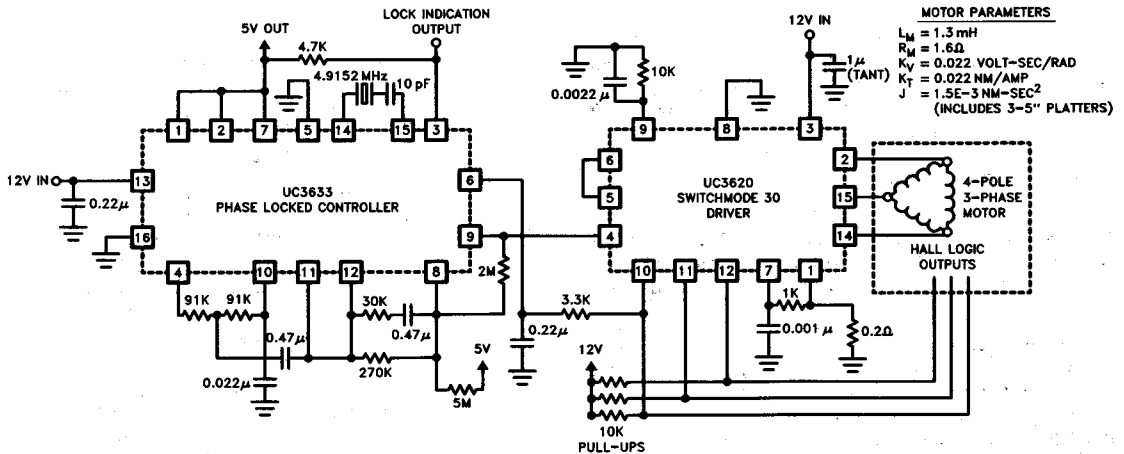 LOCK INDICATION
OUTPUT
5V OUT
4.7K
4.9152 MHz
10 pF
12V IN
1μ
(TANT)
10K
0.0022μ
MOTOR PARAMETERS
LM = 1.3 mH
RM = 1.6Ω
KV = 0.022 VOLT-SEC/RAD
KT = 0.022 NM/AMP
J = 1.5E-3 NM-SEC²
(INCLUDES 3-5" PLATTERS)
1 2 7 5 14 15 3
9 8 3
12V IN
13
0.22μ
16
UC3633
PHASE LOCKED CONTROLLER
6
9
6
5
4
UC3620
SWITCHMODE 30
DRIVER
2
15
14
4-POLE
3-PHASE
MOTOR
HALL LOGIC
OUTPUTS
4 10 11 12 8
10 11 12 7 1
2M
91K 91K
30K
0.47μ
0.47μ
270K
0.022μ
5M
5V
3.3K
0.22μ
1K
0.001 μ
0.2Ω
12V
10K
PULL-UPS